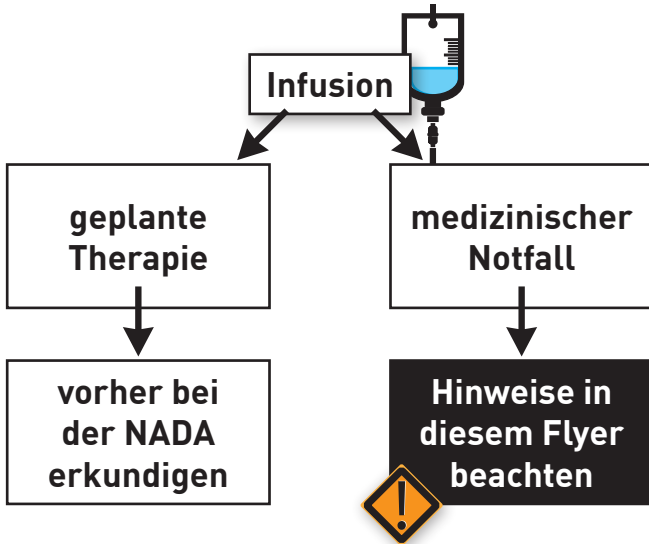 Infusion
geplante
Therapie
medizinischer
Notfall
vorher bei
der NADA
erkundigen
Hinweise in
diesem Flyer
beachten
!